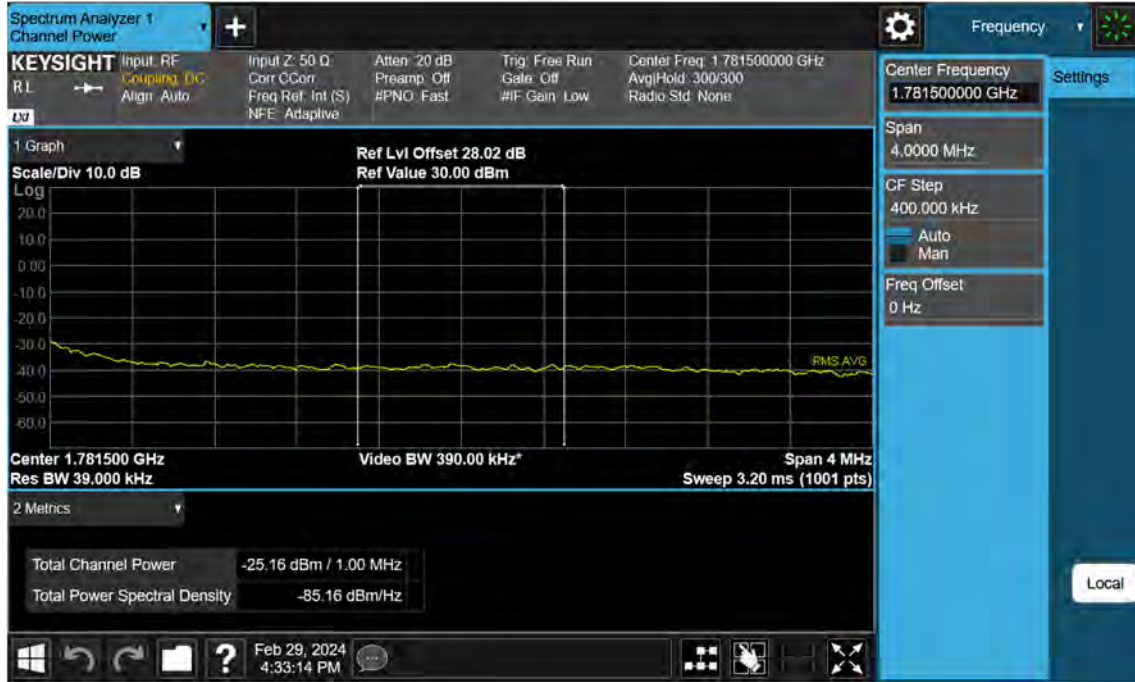 Spectrum Analyzer 1
Channel Power
+
Frequency
KEYSIGHT
RL
LXI
Input: RF
Coupling: DC
Align: Auto
Input Z: 50 Ω
Corr CCorr
Freq Ref: Int (S)
NFE: Adaptive
Atten: 20 dB
Preamp: Off
#PNO: Fast
Trig: Free Run
Gate: Off
#IF Gain: Low
Center Freq: 1.781500000 GHz
Avg|Hold: 300/300
Radio Std: None
1 Graph
Scale/Div 10.0 dB
Ref Lvl Offset 28.02 dB
Ref Value 30.00 dBm
Log
20.0
10.0
0.00
-10.0
-20.0
-30.0
-40.0
-50.0
-60.0
RMS AVG
Center 1.781500 GHz
Video BW 390.00 kHz*
Span 4 MHz
Res BW 39.000 kHz
Sweep 3.20 ms (1001 pts)
2 Metrics
Total Channel Power -25.16 dBm / 1.00 MHz
Total Power Spectral Density -85.16 dBm/Hz
?
Feb 29, 2024
4:33:14 PM
Center Frequency
1.781500000 GHz
Settings
Span
4.0000 MHz
CF Step
400.000 kHz
Auto
Man
Freq Offset
0 Hz
Local